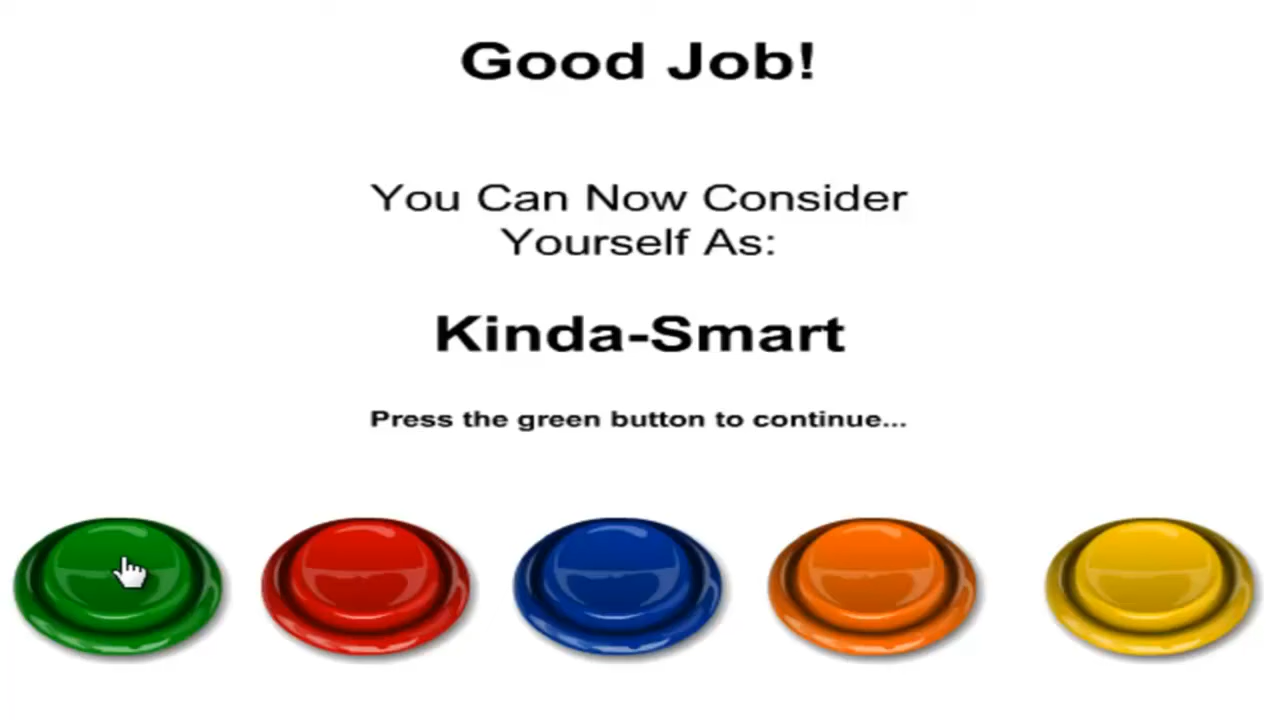 Good Job!
You Can Now Consider
Yourself As:
Kinda-Smart
Press the green button to continue...